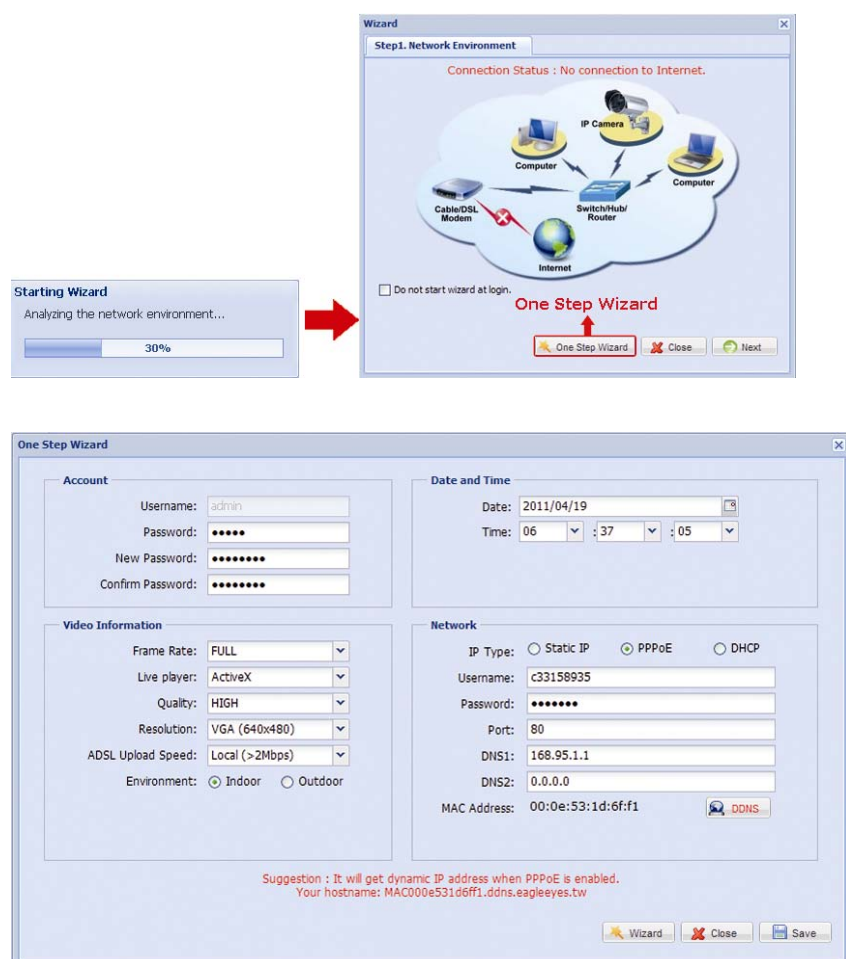 Wizard
Step1. Network Environment
Connection Status : No connection to Internet.
IP Camera
Computer
Computer
Cable/DSL
Modem
Switch/Hub/
Router
Internet
Do not start wizard at login.
One Step Wizard
One Step Wizard
Close
Next
Starting Wizard
Analyzing the network environment...
30%
One Step Wizard
Account
Username: admin
Password: •••••
New Password: ••••••••
Confirm Password: ••••••••
Date and Time
Date: 2011/04/19
Time: 06 : 37 : 05
Video Information
Frame Rate: FULL
Live player: ActiveX
Quality: HIGH
Resolution: VGA (640x480)
ADSL Upload Speed: Local (>2Mbps)
Environment: Indoor Outdoor
Network
IP Type: Static IP PPPoE DHCP
Username: c33158935
Password: •••••••
Port: 80
DNS1: 168.95.1.1
DNS2: 0.0.0.0
MAC Address: 00:0e:53:1d:6f:f1 DDNS
Suggestion : It will get dynamic IP address when PPPoE is enabled.
Your hostname: MAC000e531d6ff1.ddns.eagleeyes.tw
Wizard
Close
Save